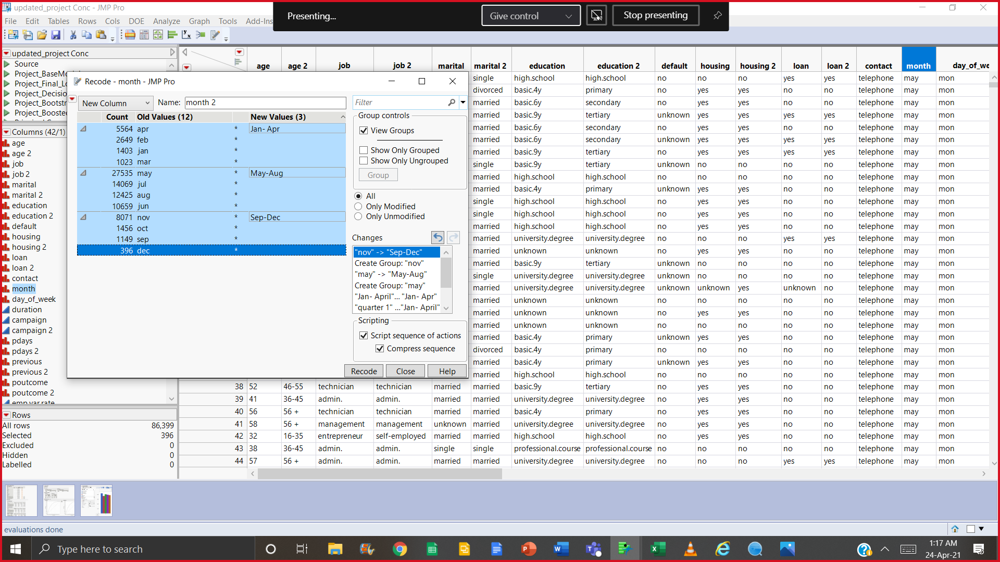 updated_project Conc - JMP Pro
Presenting...
Give control
Stop presenting
File Edit Tables Rows Cols DOE Analyze Graph Tools Add-Ins
updated_project Conc
Source
Project_BaseMo
Project_Final_Lo
Project_Decisio
Project_Bootstr
Project_Booste
Columns (42/1)
age
age 2
job
job 2
marital
marital 2
education
education 2
default
housing
housing 2
loan
loan 2
contact
month
day_of_week
duration
campaign
campaign 2
pdays
pdays 2
previous
previous 2
poutcome
poutcome 2
emp.var.rate
Rows
All rows 86,399
Selected 396
Excluded 0
Hidden 0
Labelled 0
Recode - month - JMP Pro
New Column Name: month 2
Count Old Values (12) New Values (3)
5564 apr * Jan- Apr
2649 feb *
1403 jan *
1023 mar *
27535 may * May-Aug
14069 jul *
12425 aug *
10659 jun *
8071 nov * Sep-Dec
1456 oct *
1149 sep *
396 dec *
Filter
Group controls
View Groups
Show Only Grouped
Show Only Ungrouped
Group
All
Only Modified
Only Unmodified
Changes
"nov" -> "Sep-Dec"
Create Group: "nov"
"may" -> "May-Aug"
Create Group: "may"
"Jan- April"... "Jan- Apr"
"quarter 1" ..."Jan- April"
Scripting
Script sequence of actions
Compress sequence
Recode Close Help
age age 2 job job 2 marital marital 2 education education 2 default housing housing 2 loan loan 2 contact month day_of_we
single high.school high.school no no no yes yes telephone may mon
divorced basic.4y primary no yes yes no no telephone may mon
married basic.6y secondary no yes yes no no telephone may mon
married basic.9y tertiary unknown yes yes no no telephone may mon
married basic.6y secondary no yes yes no no telephone may mon
married basic.6y secondary unknown yes yes yes yes telephone may mon
married basic.9y tertiary no yes yes yes yes telephone may mon
single basic.9y tertiary unknown no no no no telephone may mon
married high.school high.school no no no no no telephone may mon
married basic.4y primary unknown yes yes no no telephone may mon
single high.school high.school no yes yes no no telephone may mon
single high.school high.school no yes yes no no telephone may mon
married high.school high.school no yes yes no no telephone may mon
married university.degree university.degree no no no yes yes telephone may mon
married unknown unknown no yes yes no no telephone may mon
married basic.9y tertiary unknown no no no no telephone may mon
single university.degree university.degree unknown no no no no telephone may mon
married university.degree university.degree unknown unknown yes unknown no telephone may mon
married unknown unknown no no no no no telephone may mon
married unknown unknown no yes yes no no telephone may mon
married unknown unknown no no no no no telephone may mon
married basic.4y primary unknown yes yes no no telephone may mon
divorced basic.4y primary no no no no no telephone may mon
married basic.4y primary unknown yes yes no no telephone may mon
married high.school high.school no no no no no telephone may mon
38 52 46-55 technician technician married married basic.9y tertiary no yes yes no no telephone may mon
39 41 36-45 admin. admin. married married university.degree university.degree no yes yes no no telephone may mon
40 56 56 + technician technician married married basic.4y primary no yes yes no no telephone may mon
41 58 56 + management management unknown married university.degree university.degree no yes yes no no telephone may mon
42 32 16-35 entrepreneur self-employed married married high.school high.school no yes yes no no telephone may mon
43 38 36-45 admin. admin. single single professional.course professional.course no no no no no telephone may mon
44 57 56 + admin. admin. married married university.degree university.degree no no no yes yes telephone may mon
evaluations done
Type here to search
1:17 AM
24-Apr-21